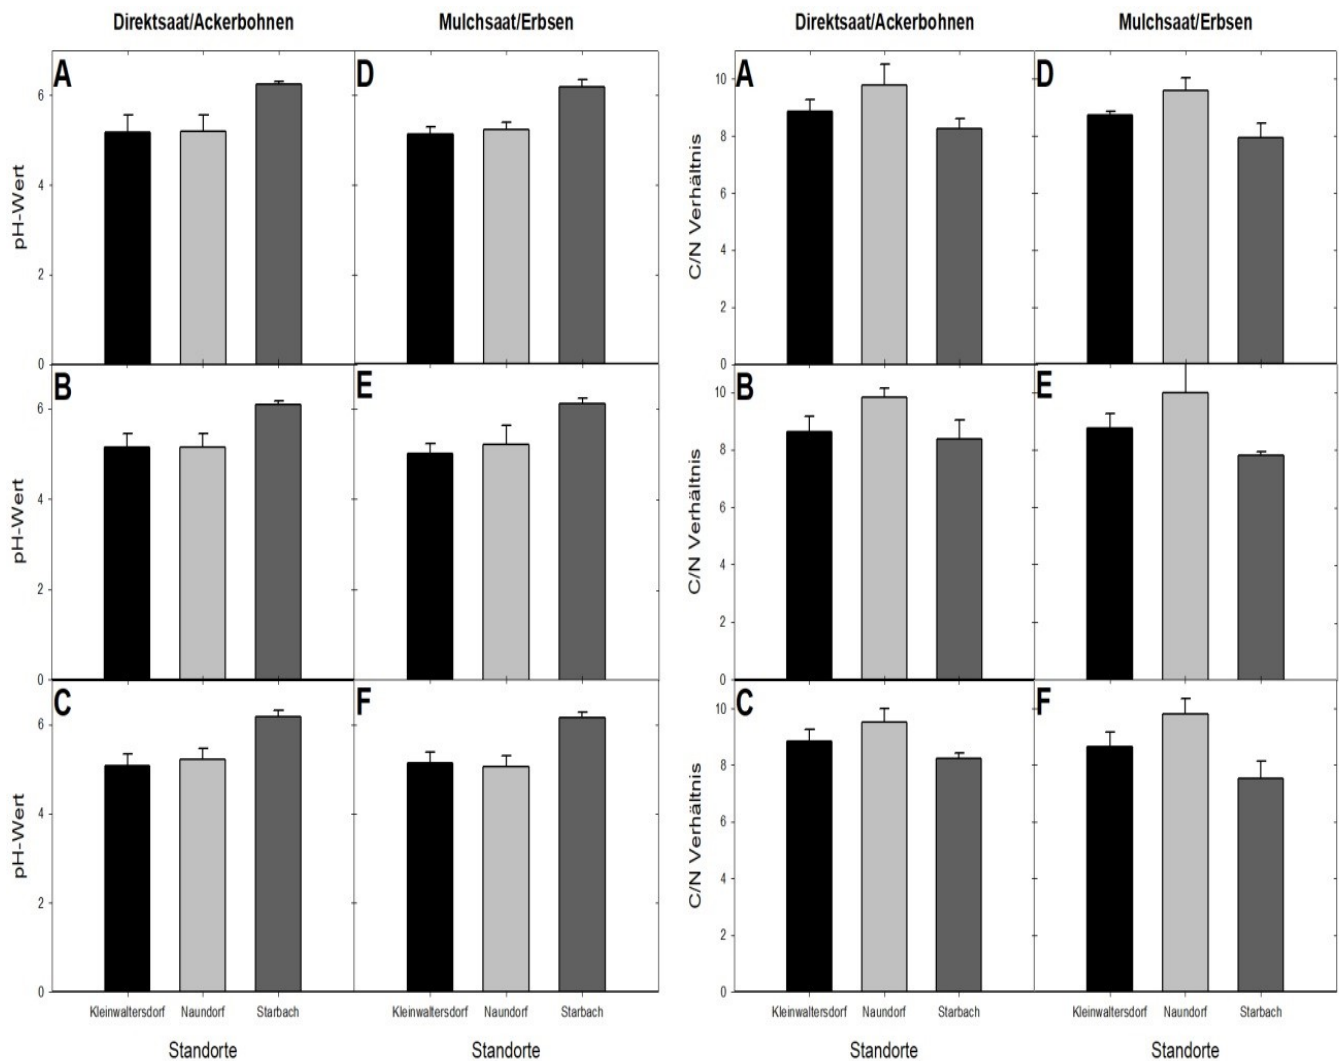 Direktsaat/Ackerbohnen Mulchsaat/Erbsen Direktsaat/Ackerbohnen Mulchsaat/Erbsen
A D A D
10
6 8
4 6
pH-Wert C/N Verhältnis
4
2
2
0 0
B E B E
10
6 8
4 6
pH-Wert C/N Verhältnis
4
2
2
0 0
C F C F
10
6 8
4 6
pH-Wert C/N Verhältnis
4
2
2
0 0
Kleinwaltersdorf Naundorf Starbach Kleinwaltersdorf Naundorf Starbach Kleinwaltersdorf Naundorf Starbach Kleinwaltersdorf Naundorf Starbach
Standorte Standorte Standorte Standorte